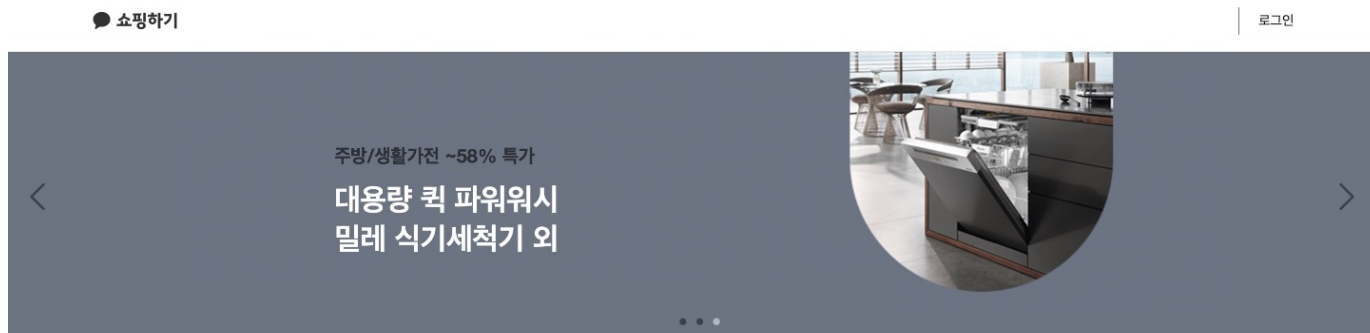 쇼핑하기
로그인
주방/생활가전 ~58% 특가
대용량 퀵 파워워시
밀레 식기세척기 외